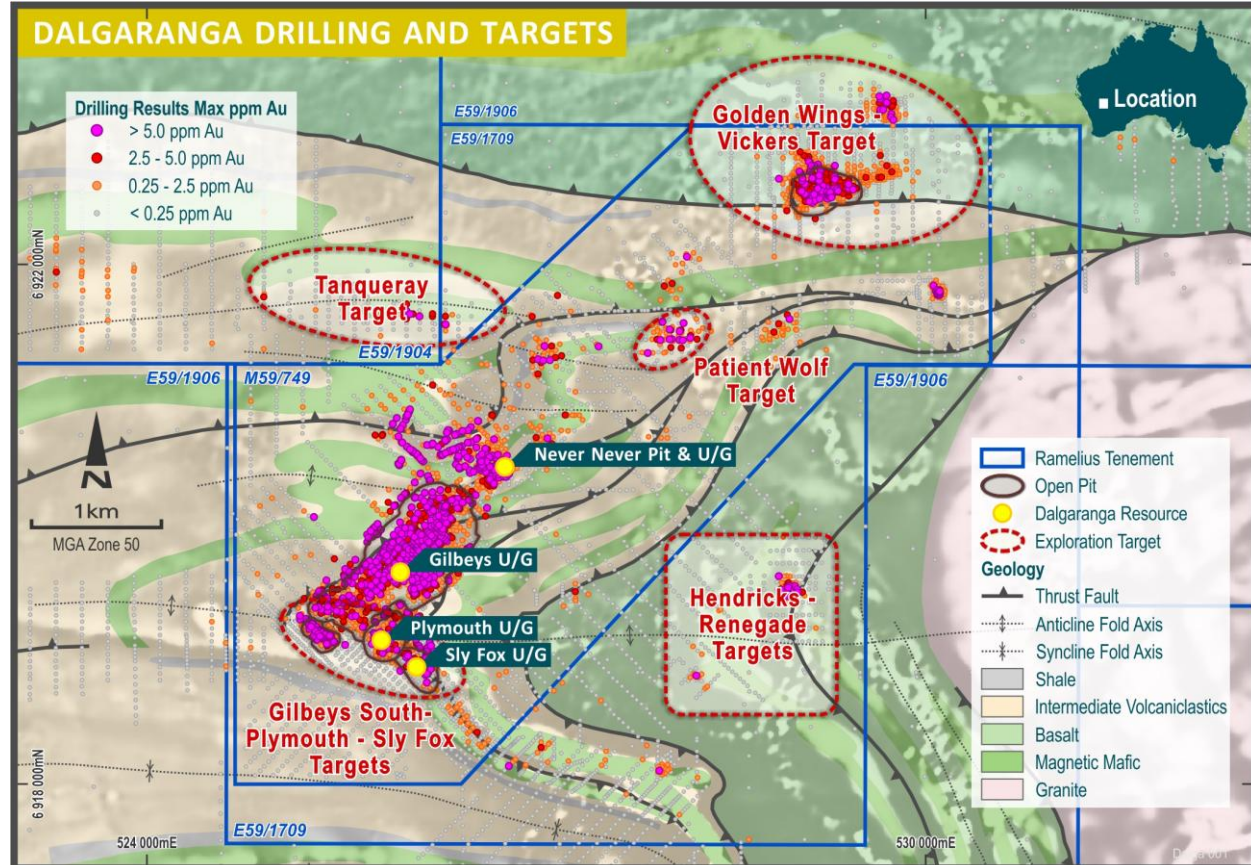 DALGARANGA DRILLING AND TARGETS
Drilling Results Max ppm Au
> 5.0 ppm Au
2.5 - 5.0 ppm Au
0.25 - 2.5 ppm Au
< 0.25 ppm Au
E59/1906
E59/1709
Golden Wings -
Vickers Target
Location
6 922 000mN
Tanqueray
Target
E59/1904
E59/1906
M59/749
Patient Wolf
Target
E59/1906
N
1km
MGA Zone 50
Never Never Pit & U/G
Gilbeys U/G
Plymouth U/G
Sly Fox U/G
Hendricks -
Renegade
Targets
Gilbeys South-
Plymouth - Sly Fox
Targets
Ramelius Tenement
Open Pit
Dalgaranga Resource
Exploration Target
Geology
Thrust Fault
Anticline Fold Axis
Syncline Fold Axis
Shale
Intermediate Volcaniclastics
Basalt
Magnetic Mafic
Granite
6 918 000mN
E59/1709
524 000mE
530 000mE